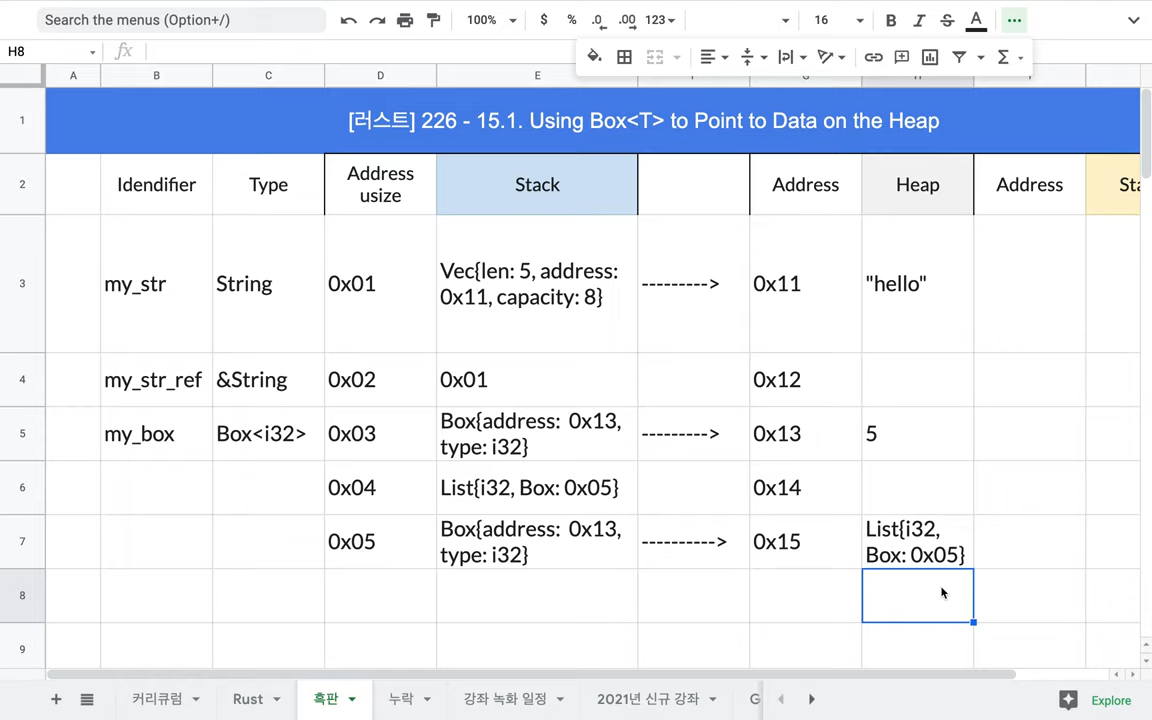 Search the menus (Option+/)
100%
$ % .0 .00 123
16
B I S A
H8
fx
Σ
A B C D E
1
[러스트] 226 - 15.1. Using Box<T> to Point to Data on the Heap
2
Idendifier Type Address usize Stack Address Heap Address
3
my_str String 0x01 Vec{len: 5, address: 0x11, capacity: 8} ---------> 0x11 "hello"
4
my_str_ref &String 0x02 0x01 0x12
5
my_box Box<i32> 0x03 Box{address: 0x13, type: i32} ---------> 0x13 5
6
0x04 List{i32, Box: 0x05} 0x14
7
0x05 Box{address: 0x13, type: i32} ----------> 0x15 List{i32, Box: 0x05}
8
9
+ 커리큘럼 Rust 흑판 누락 강좌 녹화 일정 2021년 신규 강좌 Explore